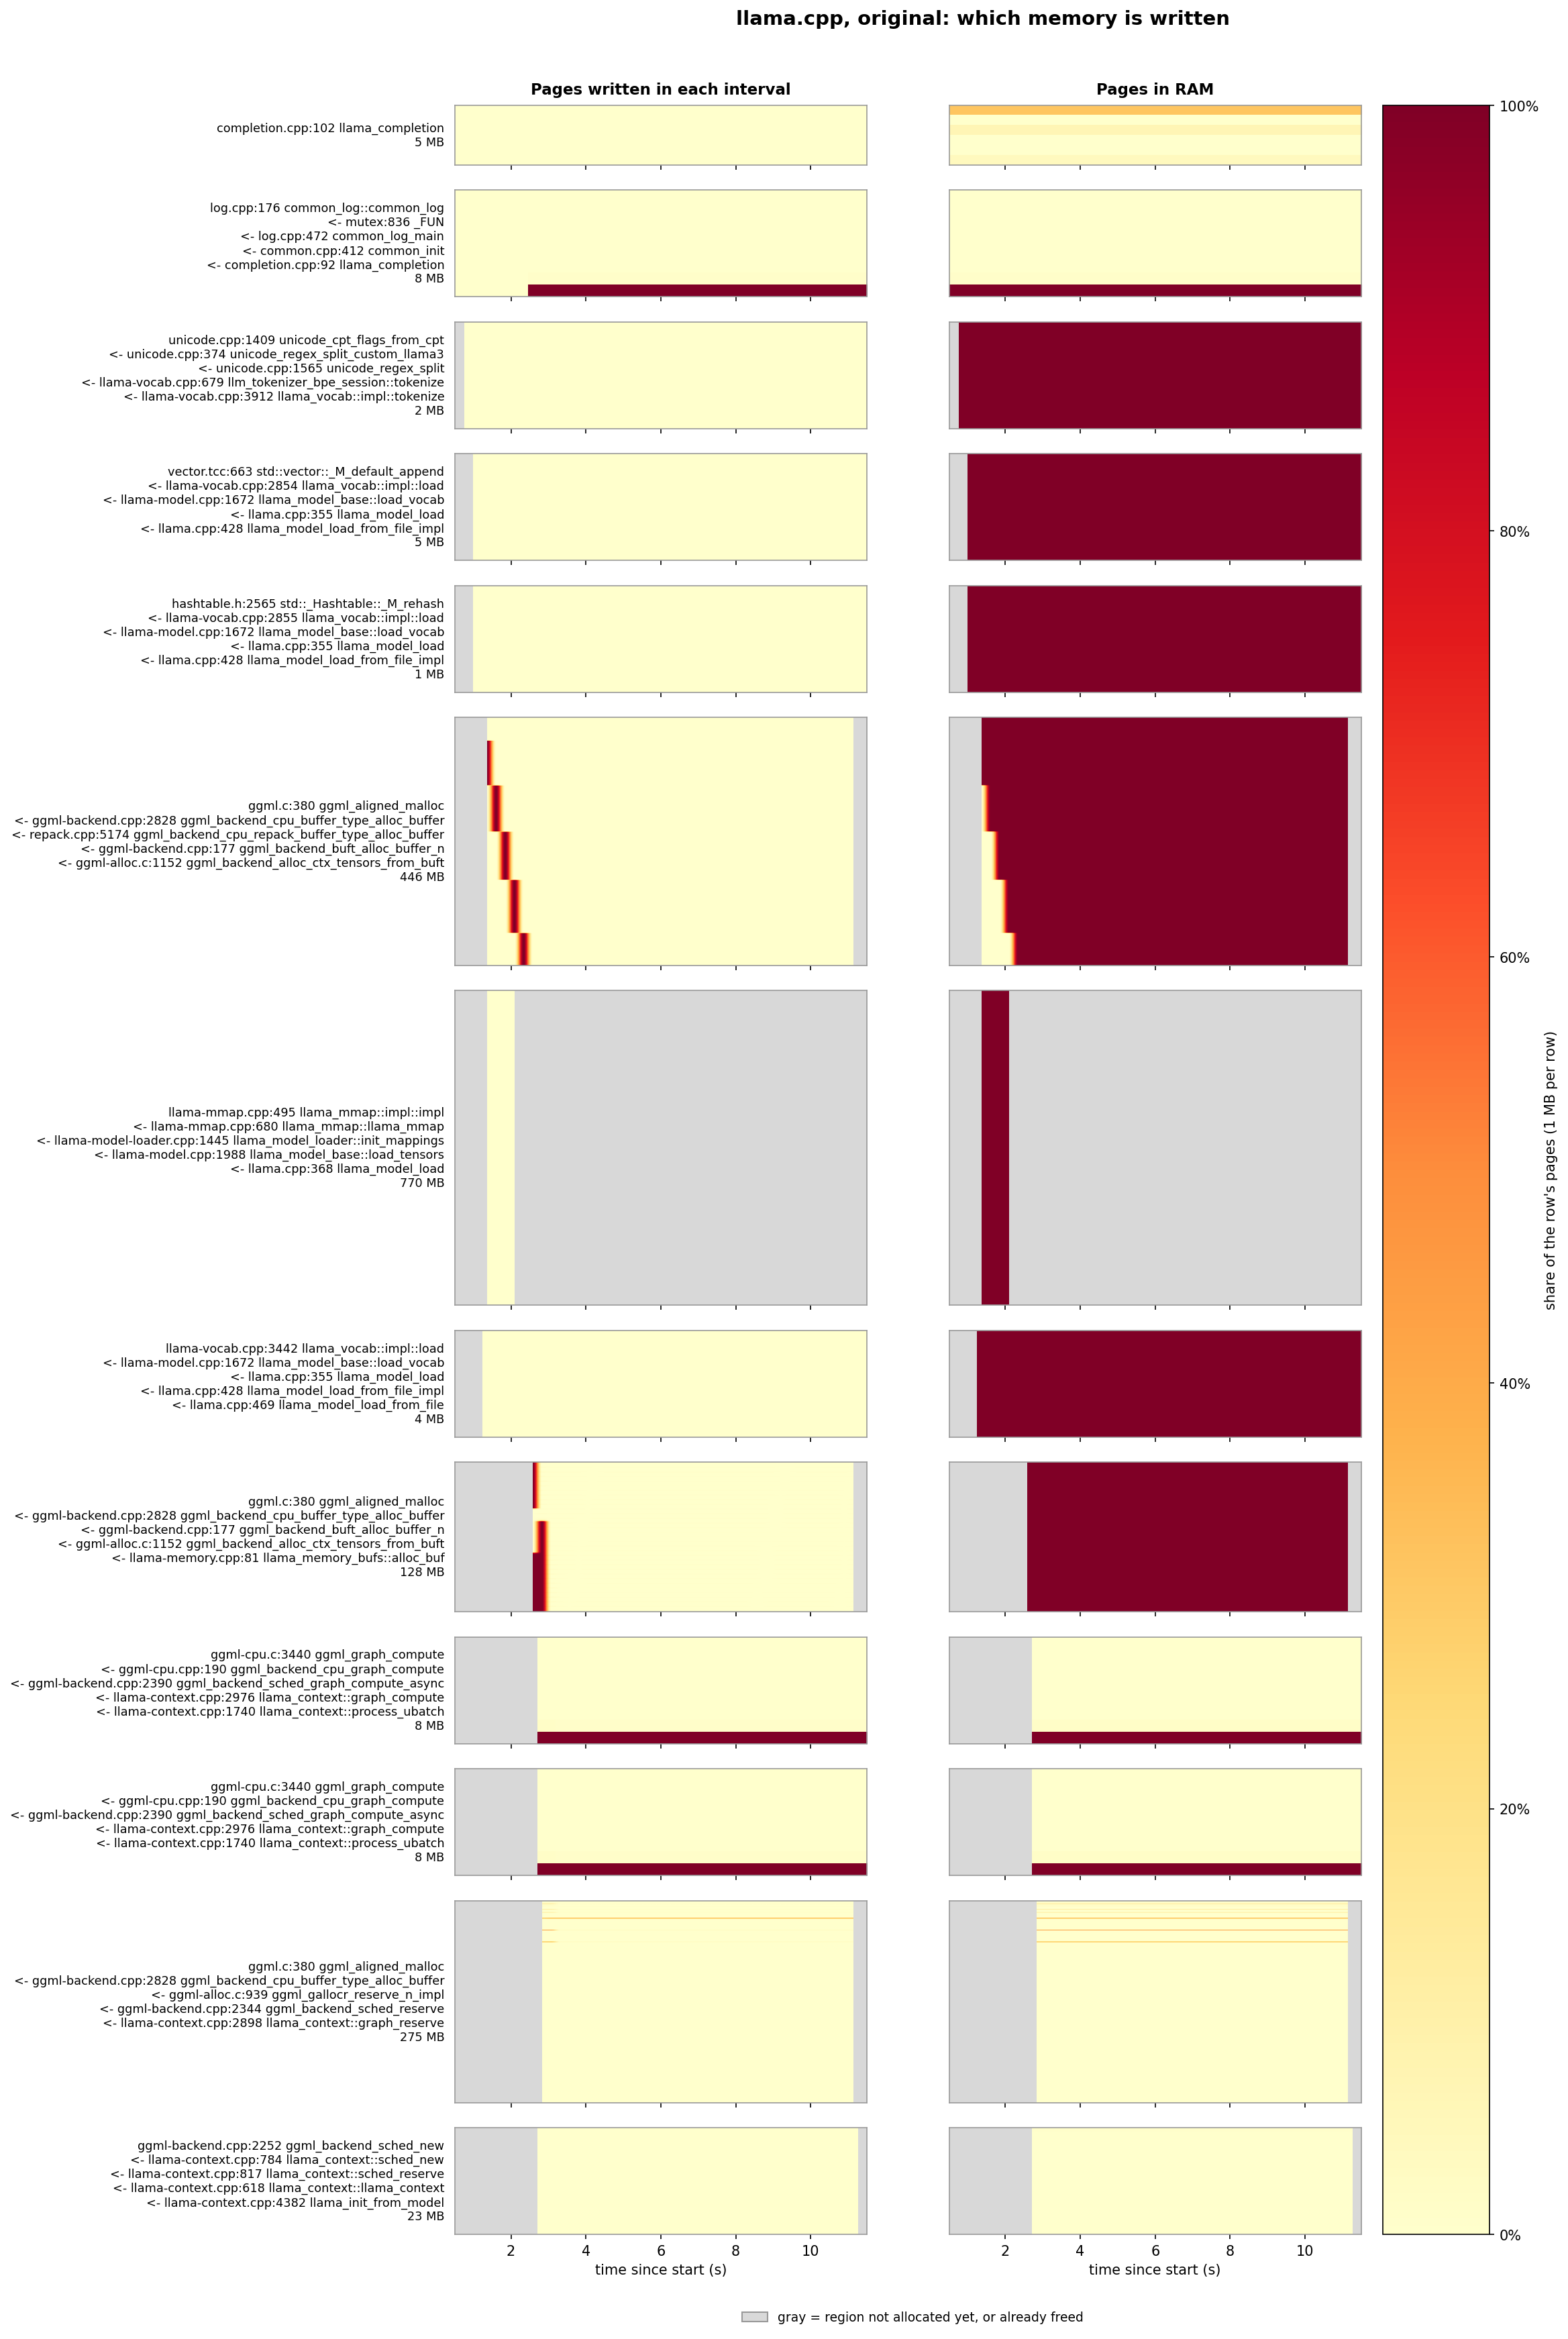 llama.cpp, original: which memory is written
Pages written in each interval
Pages in RAM
completion.cpp:102 llama_completion
5 MB
log.cpp:176 common_log::common_log
<- mutex:836 _FUN
<- log.cpp:472 common_log_main
<- common.cpp:412 common_init
<- completion.cpp:92 llama_completion
8 MB
unicode.cpp:1409 unicode_cpt_flags_from_cpt
<- unicode.cpp:374 unicode_regex_split_custom_llama3
<- unicode.cpp:1565 unicode_regex_split
<- llama-vocab.cpp:679 llm_tokenizer_bpe_session::tokenize
<- llama-vocab.cpp:3912 llama_vocab::impl::tokenize
2 MB
vector.tcc:663 std::vector::_M_default_append
<- llama-vocab.cpp:2854 llama_vocab::impl::load
<- llama-model.cpp:1672 llama_model_base::load_vocab
<- llama.cpp:355 llama_model_load
<- llama.cpp:428 llama_model_load_from_file_impl
5 MB
hashtable.h:2565 std::_Hashtable::_M_rehash
<- llama-vocab.cpp:2855 llama_vocab::impl::load
<- llama-model.cpp:1672 llama_model_base::load_vocab
<- llama.cpp:355 llama_model_load
<- llama.cpp:428 llama_model_load_from_file_impl
1 MB
ggml.c:380 ggml_aligned_malloc
<- ggml-backend.cpp:2828 ggml_backend_cpu_buffer_type_alloc_buffer
<- repack.cpp:5174 ggml_backend_cpu_repack_buffer_type_alloc_buffer
<- ggml-backend.cpp:177 ggml_backend_buft_alloc_buffer_n
<- ggml-alloc.c:1152 ggml_backend_alloc_ctx_tensors_from_buft
446 MB
llama-mmap.cpp:495 llama_mmap::impl::impl
<- llama-mmap.cpp:680 llama_mmap::llama_mmap
<- llama-model-loader.cpp:1445 llama_model_loader::init_mappings
<- llama-model.cpp:1988 llama_model_base::load_tensors
<- llama.cpp:368 llama_model_load
770 MB
llama-vocab.cpp:3442 llama_vocab::impl::load
<- llama-model.cpp:1672 llama_model_base::load_vocab
<- llama.cpp:355 llama_model_load
<- llama.cpp:428 llama_model_load_from_file_impl
<- llama.cpp:469 llama_model_load_from_file
4 MB
ggml.c:380 ggml_aligned_malloc
<- ggml-backend.cpp:2828 ggml_backend_cpu_buffer_type_alloc_buffer
<- ggml-backend.cpp:177 ggml_backend_buft_alloc_buffer_n
<- ggml-alloc.c:1152 ggml_backend_alloc_ctx_tensors_from_buft
<- llama-memory.cpp:81 llama_memory_bufs::alloc_buf
128 MB
ggml-cpu.c:3440 ggml_graph_compute
<- ggml-cpu.cpp:190 ggml_backend_cpu_graph_compute
<- ggml-backend.cpp:2390 ggml_backend_sched_graph_compute_async
<- llama-context.cpp:2976 llama_context::graph_compute
<- llama-context.cpp:1740 llama_context::process_ubatch
8 MB
ggml-cpu.c:3440 ggml_graph_compute
<- ggml-cpu.cpp:190 ggml_backend_cpu_graph_compute
<- ggml-backend.cpp:2390 ggml_backend_sched_graph_compute_async
<- llama-context.cpp:2976 llama_context::graph_compute
<- llama-context.cpp:1740 llama_context::process_ubatch
8 MB
ggml.c:380 ggml_aligned_malloc
<- ggml-backend.cpp:2828 ggml_backend_cpu_buffer_type_alloc_buffer
<- ggml-alloc.c:939 ggml_gallocr_reserve_n_impl
<- ggml-backend.cpp:2344 ggml_backend_sched_reserve
<- llama-context.cpp:2898 llama_context::graph_reserve
275 MB
ggml-backend.cpp:2252 ggml_backend_sched_new
<- llama-context.cpp:784 llama_context::sched_new
<- llama-context.cpp:817 llama_context::sched_reserve
<- llama-context.cpp:618 llama_context::llama_context
<- llama-context.cpp:4382 llama_init_from_model
23 MB
2 4 6 8 10
time since start (s)
2 4 6 8 10
time since start (s)
100%
80%
60%
40%
20%
0%
share of the row's pages (1 MB per row)
gray = region not allocated yet, or already freed